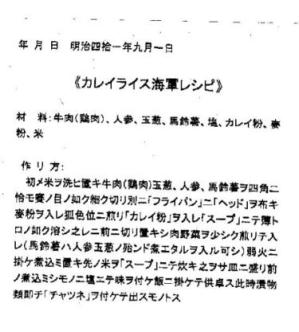 年 月 日 明治四拾一年九月一日
《カレイライス海軍レシピ》
材 料:牛肉(鶏肉)、人参、玉葱、馬鈴薯、塩、カレイ粉、麥
粉、米
作 リ 方:
初メ米ヲ洗ヒ置キ牛肉(鶏肉)玉葱、人参、馬鈴薯ヲ四角ニ
恰モ賽ノ目ノ如ク細ク切リ別ニ「フライパン」ニ「ヘッド」ヲ布キ
麥粉ヲ入レ狐色位ニ煎リ「カレイ粉」ヲ入レ「スープ」ニテ薄トロ
ロノ如ク溶シ之レニ前ニ切リ置キシ肉野菜ヲ少シク煎リテ入
レ(馬鈴薯ハ人参玉葱ノ殆ンド煮エタルヲ入ル可シ)弱火ニ
掛ケ煮込ミ置キ先ノ米ヲ「スープ」ニテ炊キ之ヲサ皿ニ盛リ前
ノ煮込ミシモノニ塩ニテ味ヲ付ケ飯ニ掛ケテ供卓ス此時漬物
類即チ「チャツネ」ヲ付ケテ出スモノトス